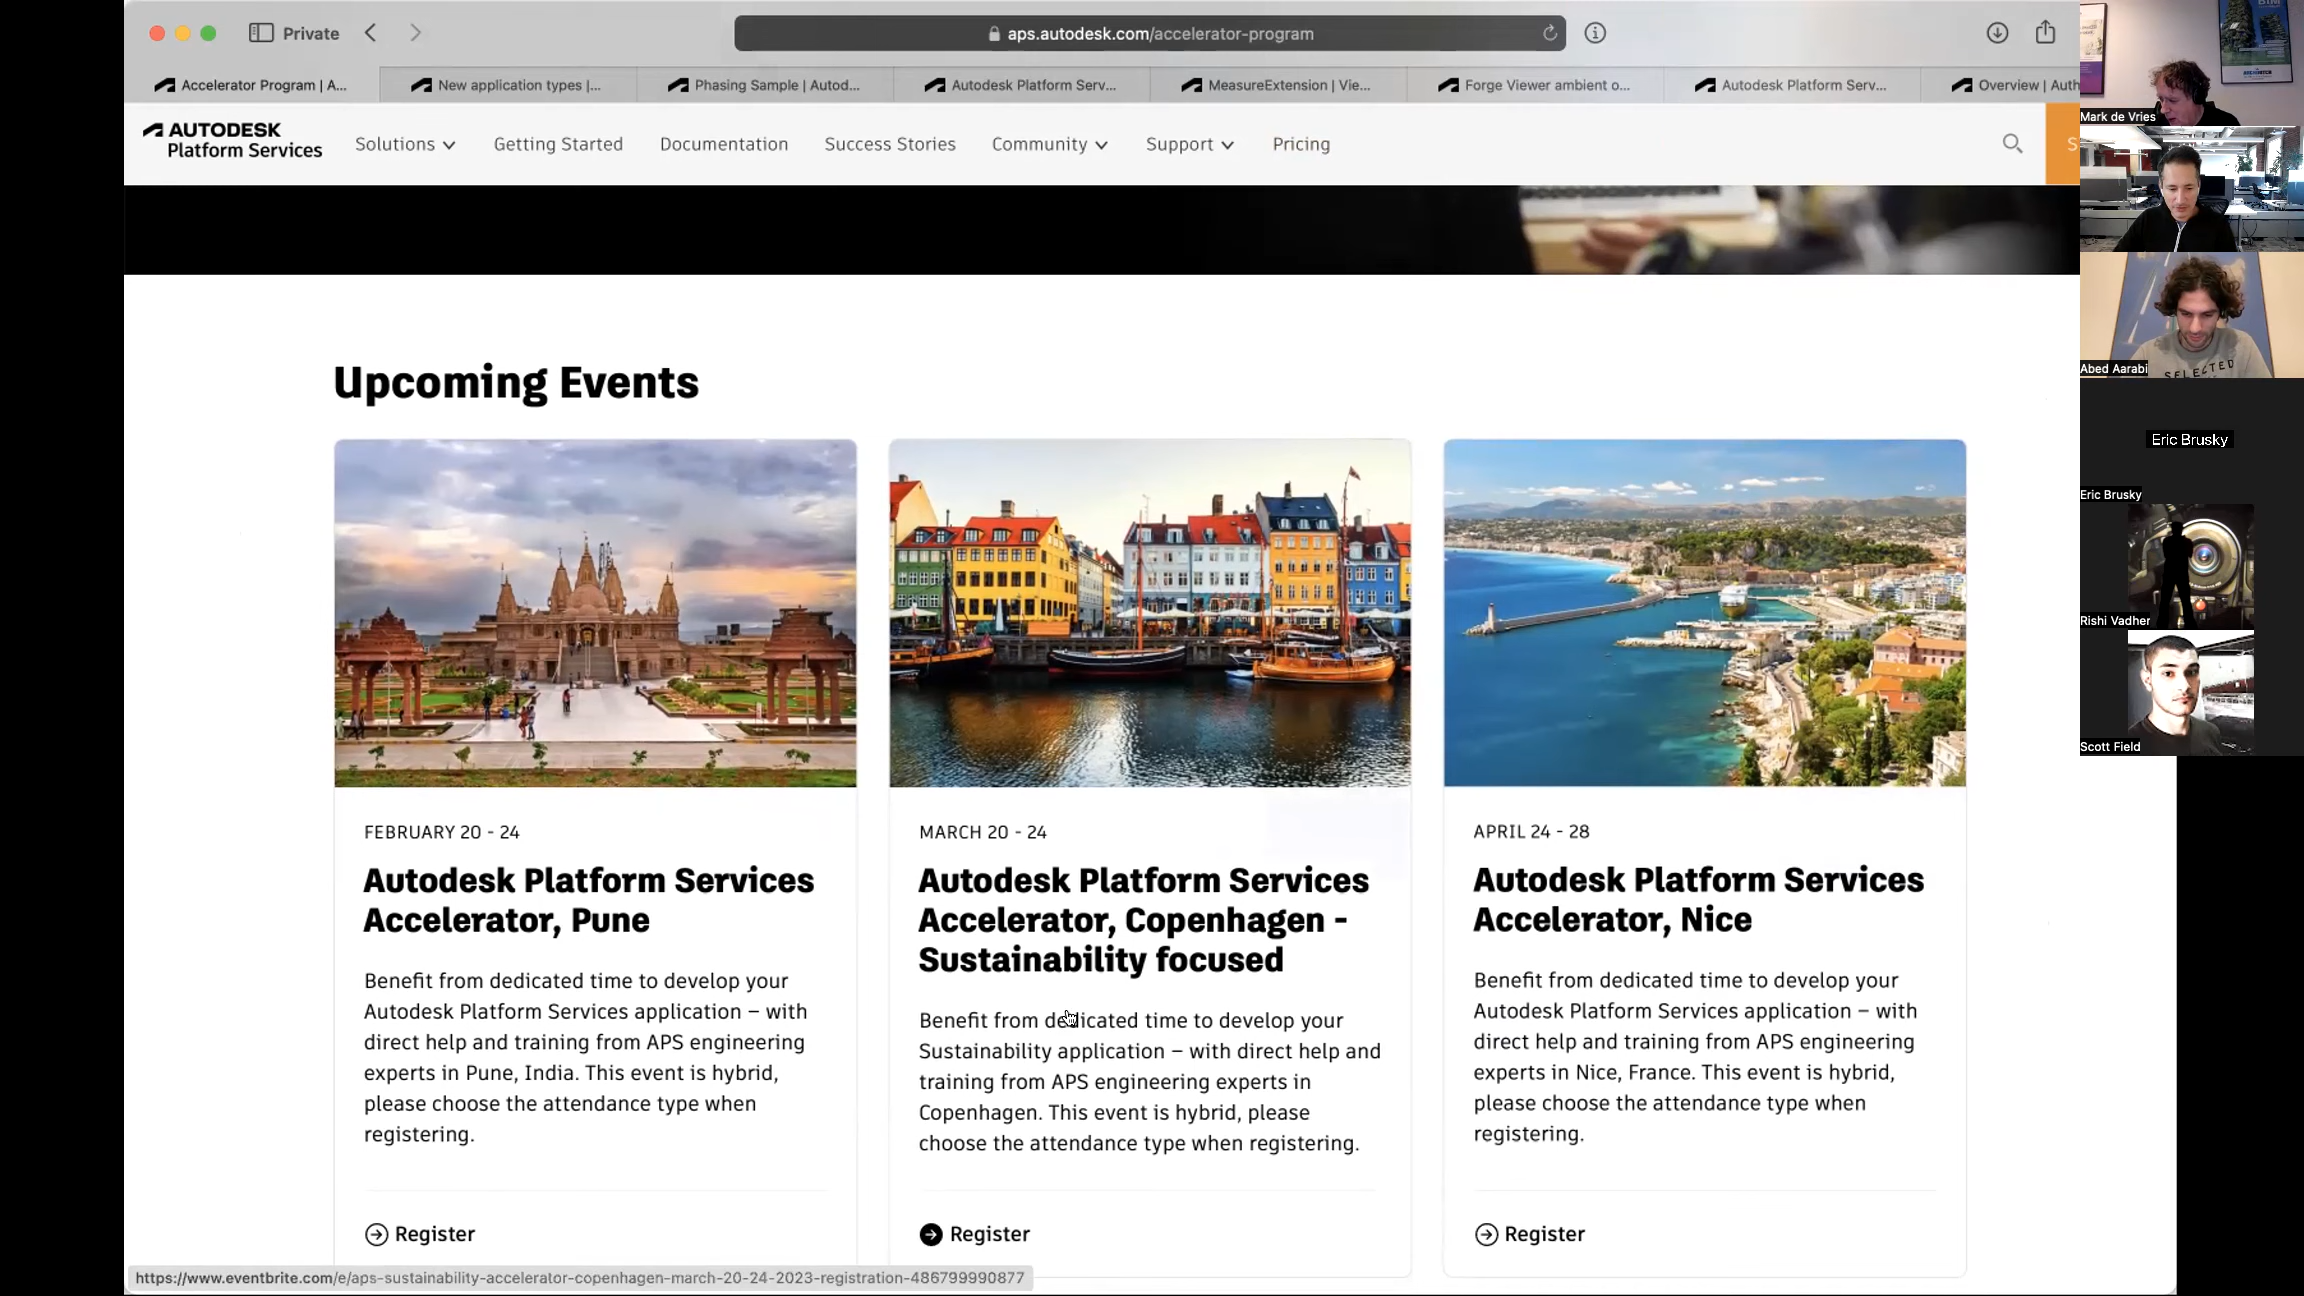 Private
aps.autodesk.com/accelerator-program
Accelerator Program | A...
New application types |...
Phasing Sample | Autod...
Autodesk Platform Serv...
MeasureExtension | Vie...
Forge Viewer ambient o...
Autodesk Platform Serv...
Overview | Auth
AUTODESK
Platform Services
Solutions
Getting Started
Documentation
Success Stories
Community
Support
Pricing
S
Upcoming Events
FEBRUARY 20 - 24
Autodesk Platform Services
Accelerator, Pune
Benefit from dedicated time to develop your
Autodesk Platform Services application – with
direct help and training from APS engineering
experts in Pune, India. This event is hybrid,
please choose the attendance type when
registering.
Register
MARCH 20 - 24
Autodesk Platform Services
Accelerator, Copenhagen -
Sustainability focused
Benefit from dedicated time to develop your
Sustainability application – with direct help and
training from APS engineering experts in
Copenhagen. This event is hybrid, please
choose the attendance type when registering.
Register
APRIL 24 - 28
Autodesk Platform Services
Accelerator, Nice
Benefit from dedicated time to develop your
Autodesk Platform Services application – with
direct help and training from APS engineering
experts in Nice, France. This event is hybrid,
please choose the attendance type when
registering.
Register
https://www.eventbrite.com/e/aps-sustainability-accelerator-copenhagen-march-20-24-2023-registration-486799990877
BIM
Mark de Vries
SELECTED
Abed Aarabi
Eric Brusky
Eric Brusky
Rishi Vadher
Scott Field